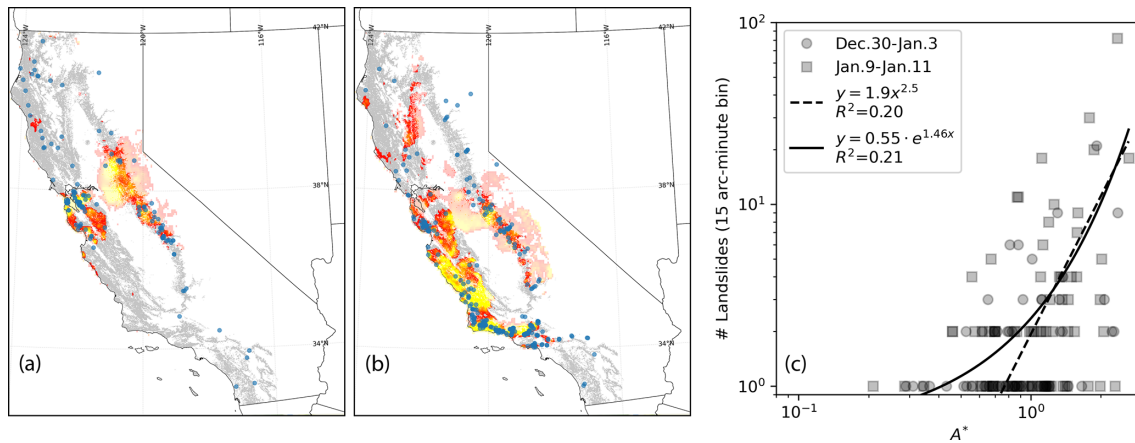 124°W
120°W
116°W
42°N
38°N
34°N
(a)
124°W
120°W
116°W
42°N
38°N
34°N
(b)
# Landslides (15 arc-minute bin)
10²
10¹
10⁰
Dec.30-Jan.3
Jan.9-Jan.11
y = 1.9x^2.5
R²=0.20
y = 0.55 · e^1.46x
R²=0.21
(c)
10⁻¹
10⁰
A*